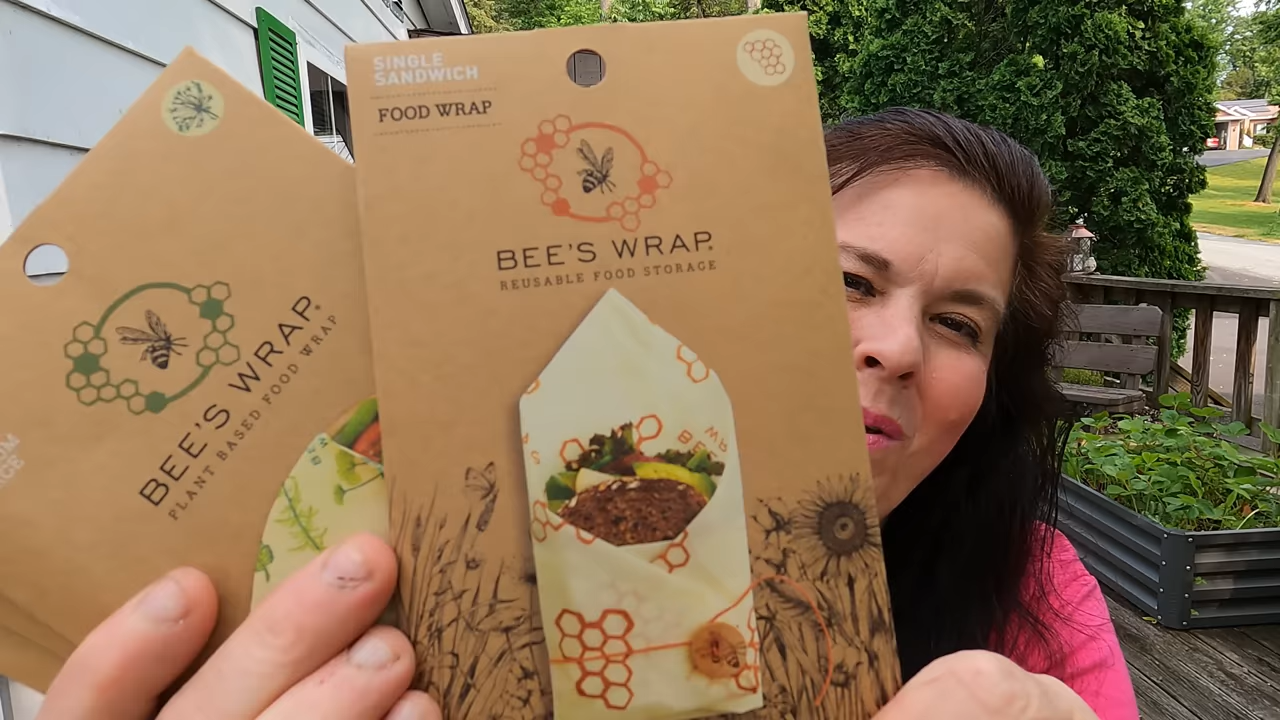 SINGLE
SANDWICH
FOOD WRAP
BEE'S WRAP®
REUSABLE FOOD STORAGE
BEE'S WRAP®
PLANT BASED FOOD WRAP